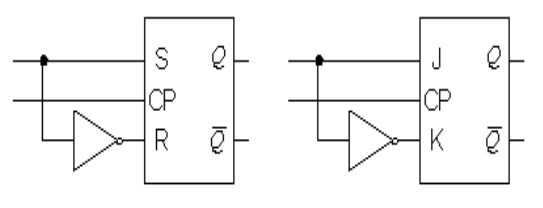 S Q J Q
CP CP
R Q̅ K Q̅